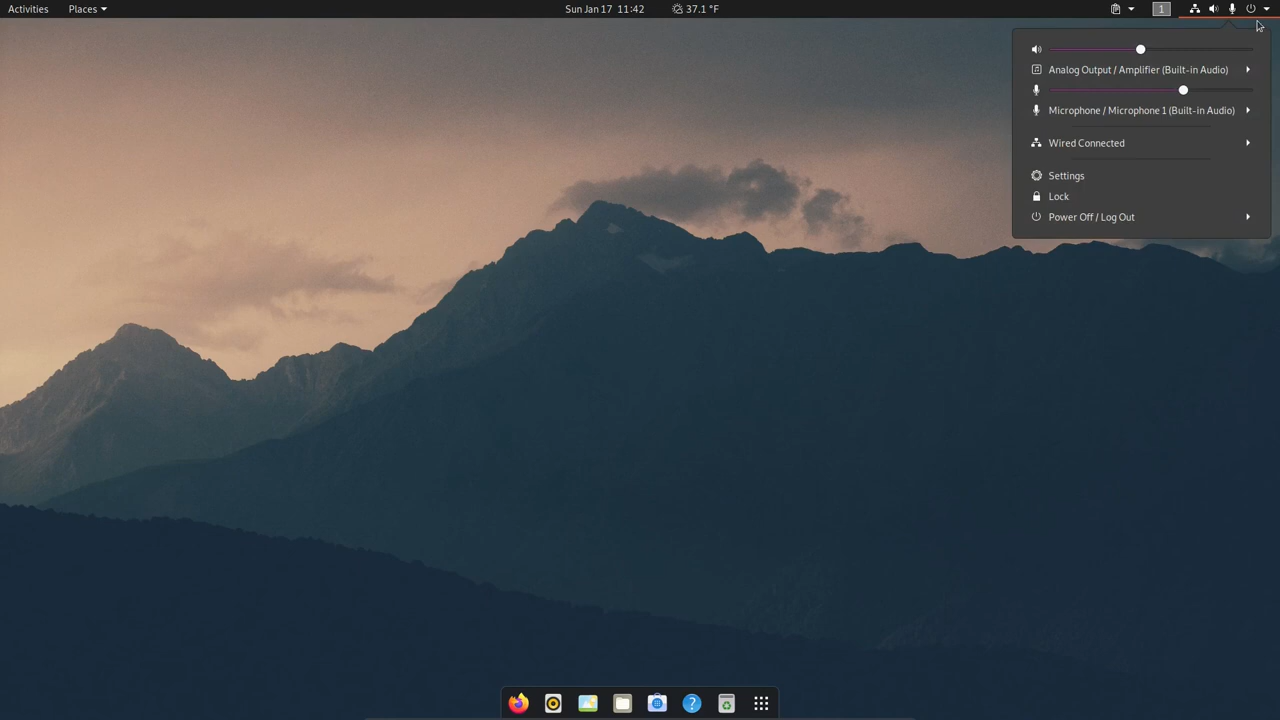 Activities Places Sun Jan 17 11:42 37.1 °F 1
Analog Output / Amplifier (Built-in Audio)
Microphone / Microphone 1 (Built-in Audio)
Wired Connected
Settings
Lock
Power Off / Log Out
?